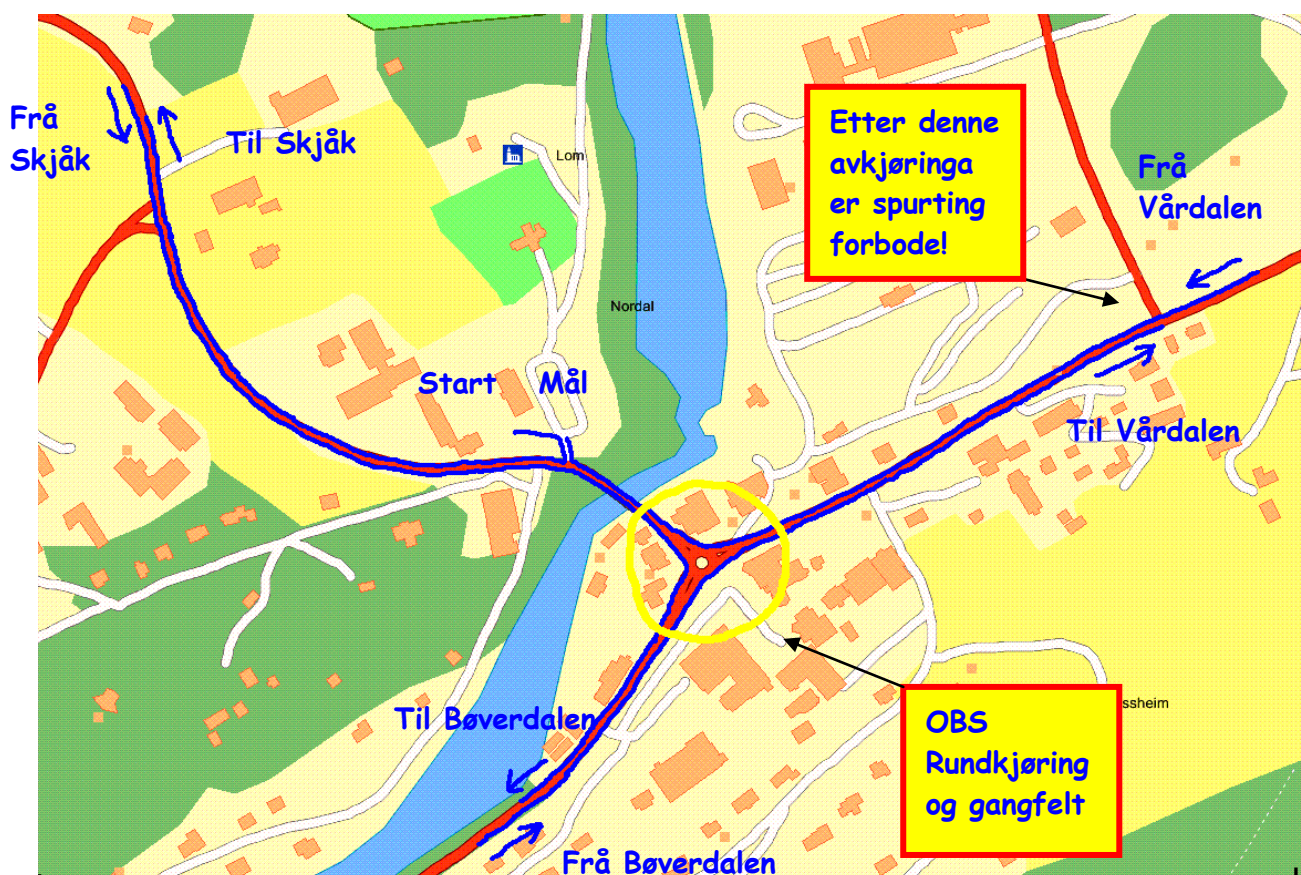 Frå
Skjåk
Til Skjåk
Lom
Etter denne
avkjøringa
er spurting
forbode!
Frå
Vårdalen
Nordal
Start Mål
Til Vårdalen
Til Bøverdalen
OBS
Rundkjøring
og gangfelt
ssheim
Frå Bøverdalen